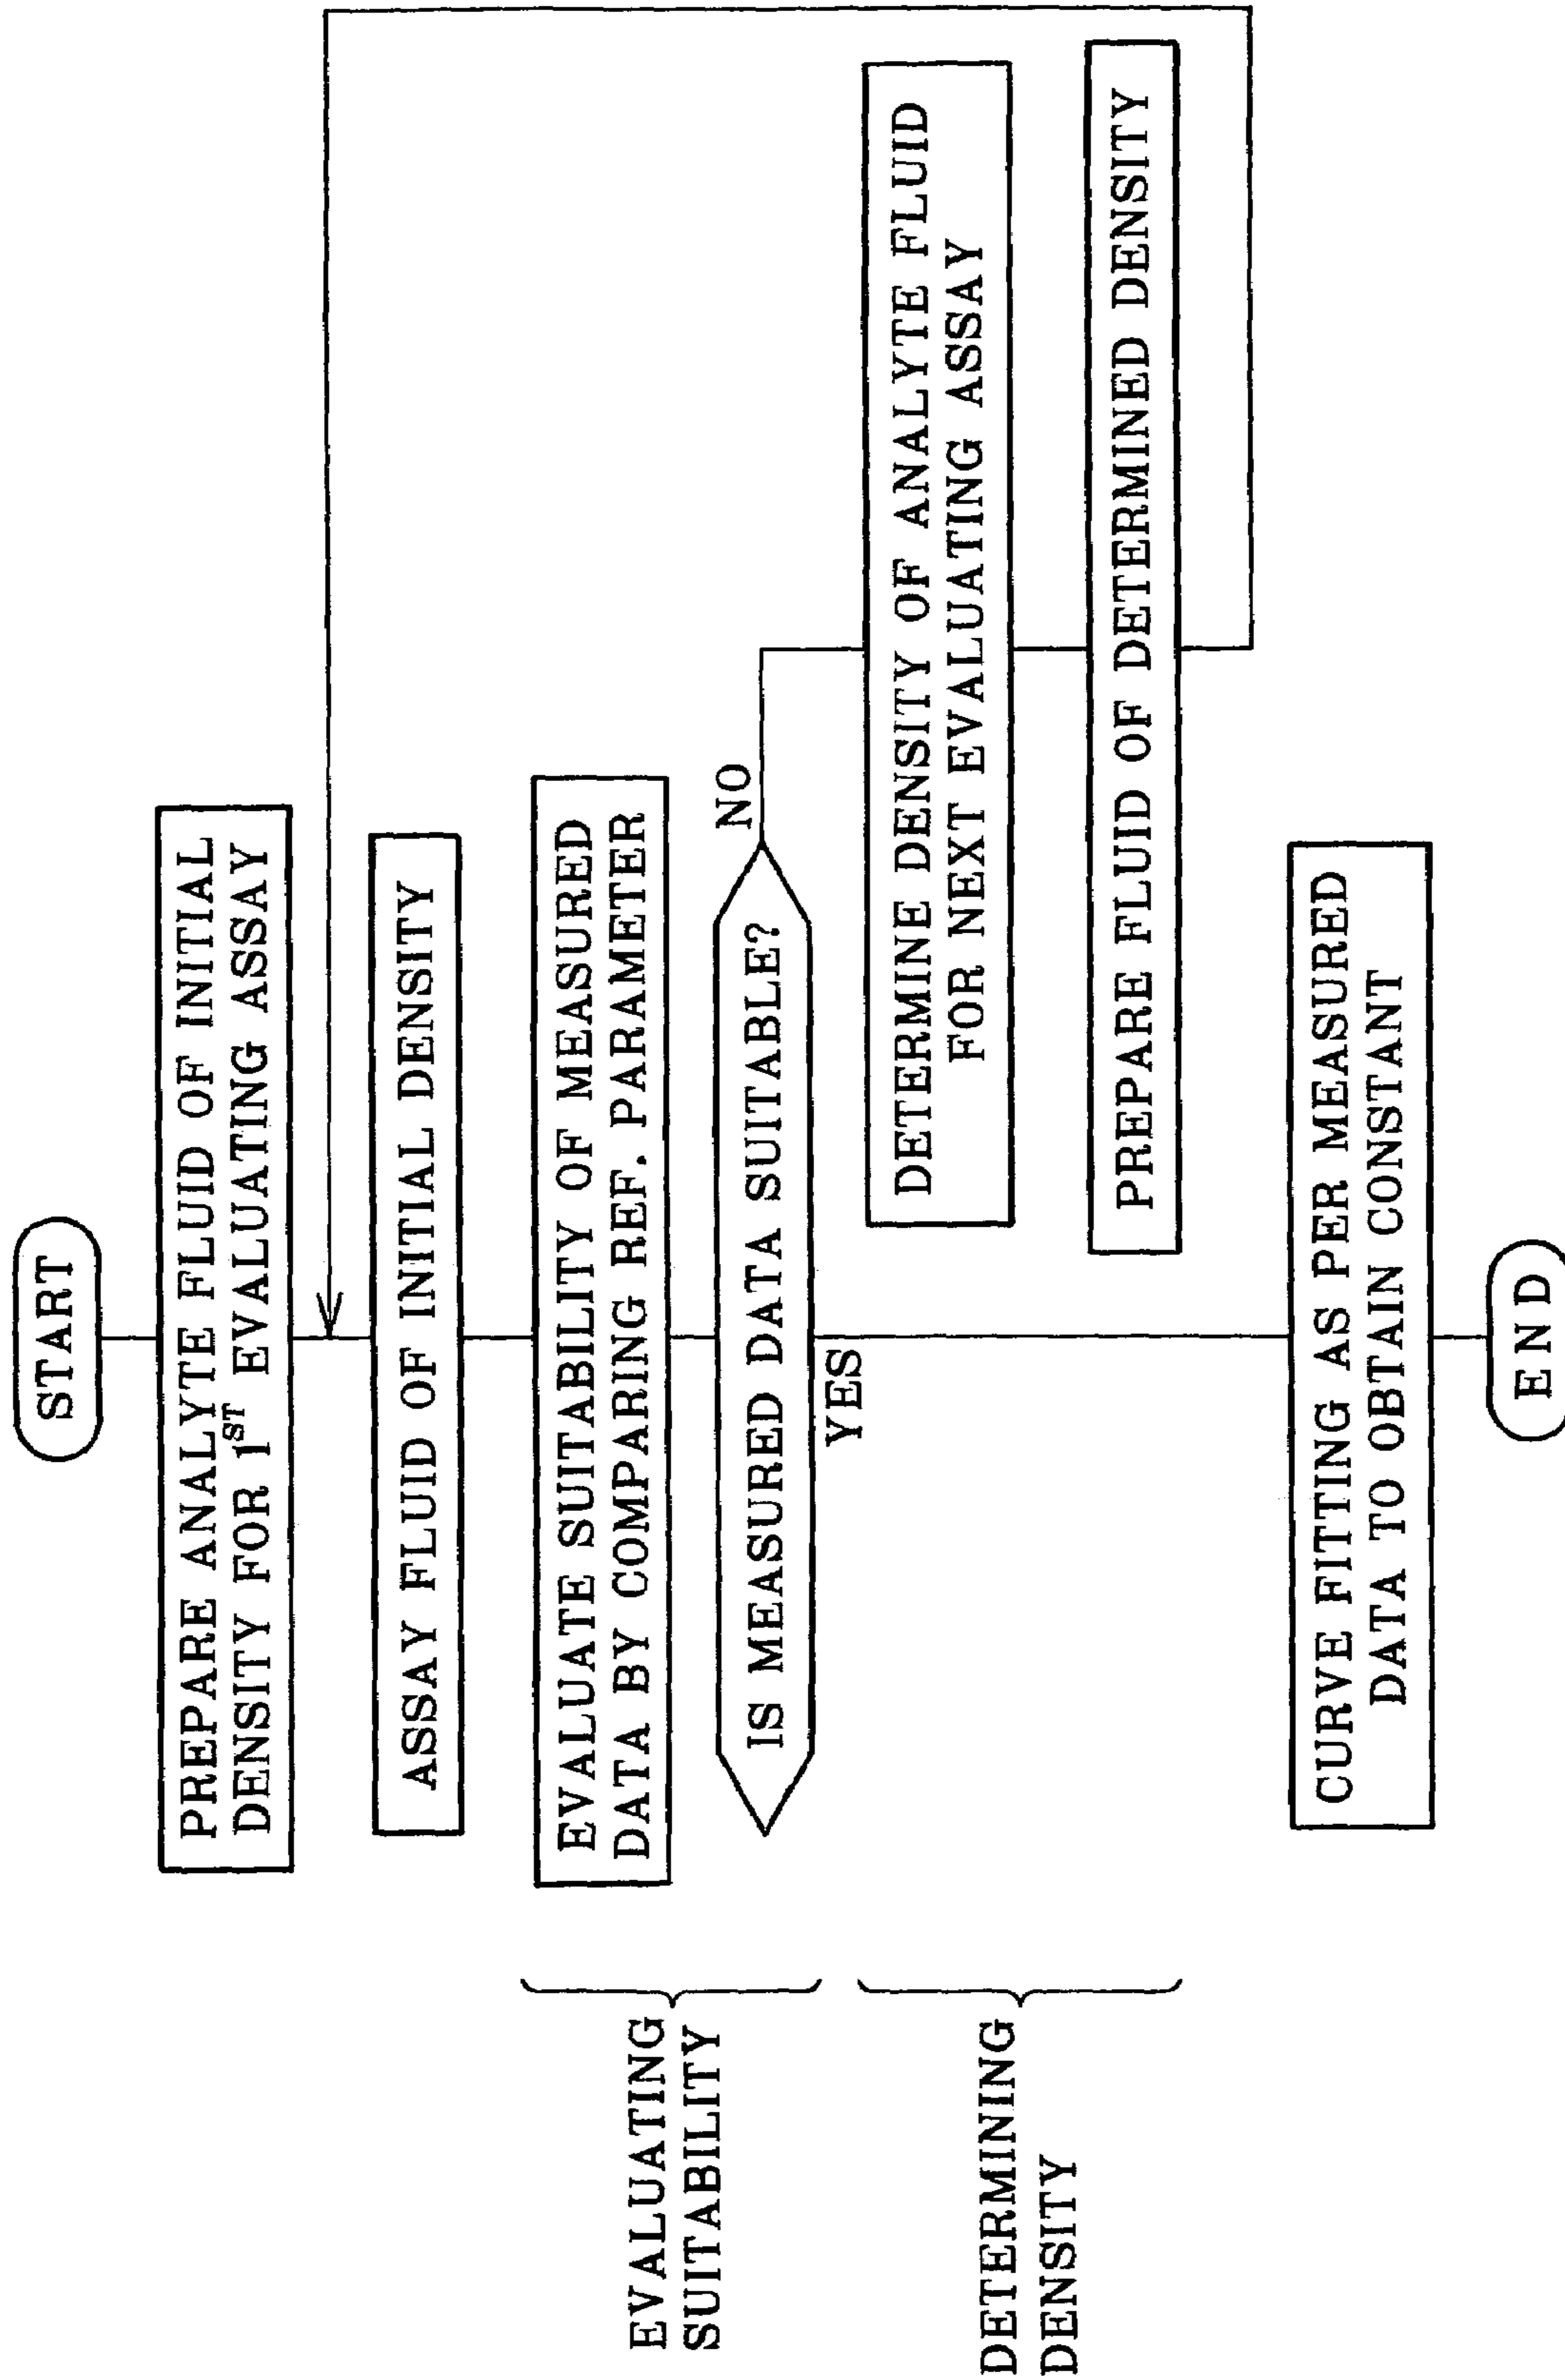 START
PREPARE ANALYTE FLUID OF INITIAL
DENSITY FOR 1ST EVALUATING ASSAY
ASSAY FLUID OF INITIAL DENSITY
EVALUATING
SUITABILITY
EVALUATE SUITABILITY OF MEASURED
DATA BY COMPARING REF. PARAMETER
IS MEASURED DATA SUITABLE?
NO
YES
DETERMINING
DENSITY
DETERMINE DENSITY OF ANALYTE FLUID
FOR NEXT EVALUATING ASSAY
PREPARE FLUID OF DETERMINED DENSITY
CURVE FITTING AS PER MEASURED
DATA TO OBTAIN CONSTANT
END